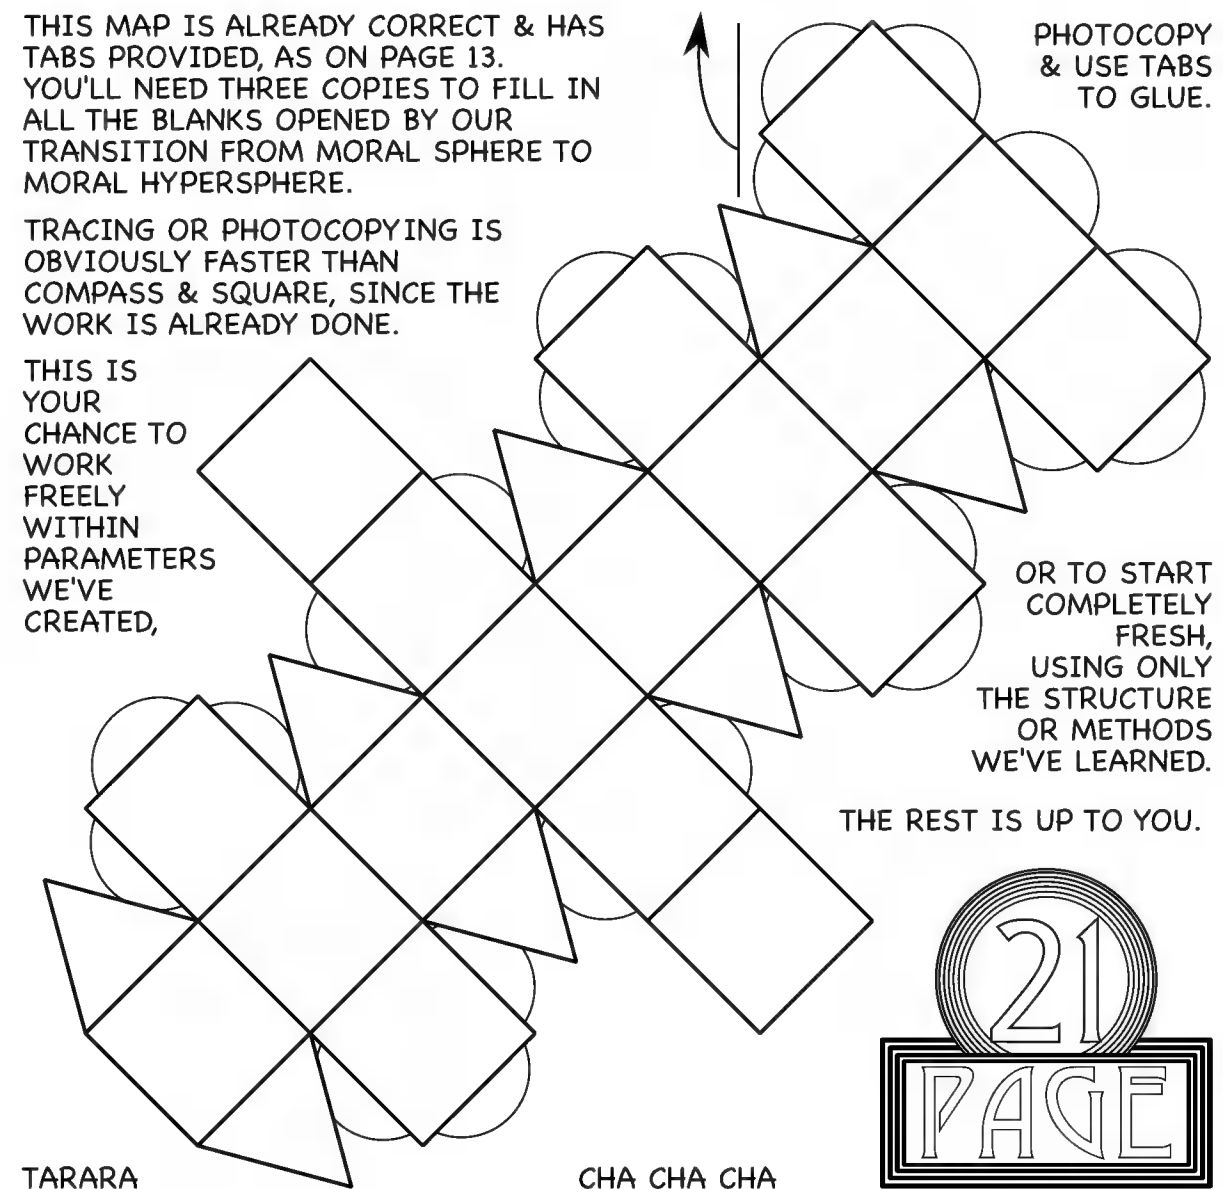 THIS MAP IS ALREADY CORRECT & HAS
TABS PROVIDED, AS ON PAGE 13.
YOU'LL NEED THREE COPIES TO FILL IN
ALL THE BLANKS OPENED BY OUR
TRANSITION FROM MORAL SPHERE TO
MORAL HYPERSPHERE.
TRACING OR PHOTOCOPYING IS
OBVIOUSLY FASTER THAN
COMPASS & SQUARE, SINCE THE
WORK IS ALREADY DONE.
THIS IS
YOUR
CHANCE TO
WORK
FREELY
WITHIN
PARAMETERS
WE'VE
CREATED,
PHOTOCOPY
& USE TABS
TO GLUE.
OR TO START
COMPLETELY
FRESH,
USING ONLY
THE STRUCTURE
OR METHODS
WE'VE LEARNED.
THE REST IS UP TO YOU.
21
PAGE
TARARA
CHA CHA CHA